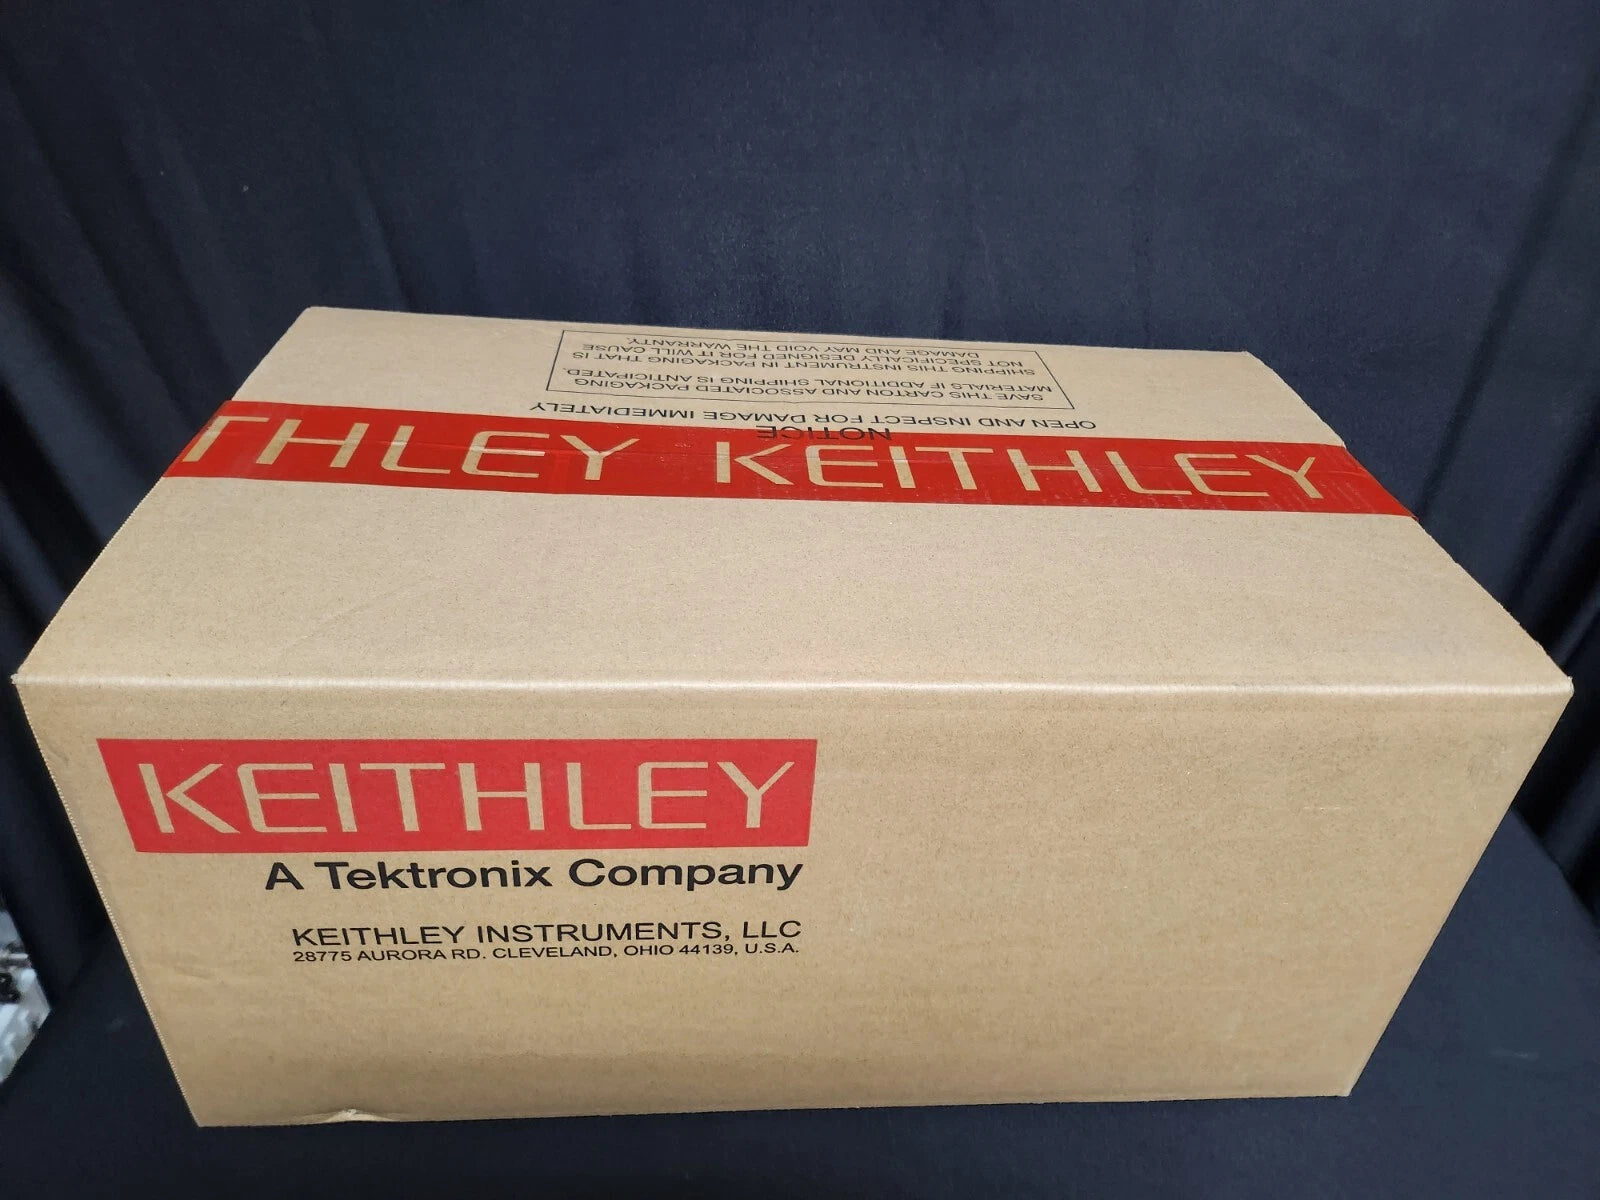 NOTICE
OPEN AND INSPECT FOR DAMAGE IMMEDIATELY
SAVE THIS CARTON AND ASSOCIATED PACKAGING
MATERIALS IF ADDITIONAL SHIPPING IS ANTICIPATED.
SHIPPING THIS INSTRUMENT IN PACKAGING THAT IS
NOT SPECIFICALLY DESIGNED FOR IT WILL CAUSE
DAMAGE AND MAY VOID THE WARRANTY.
THLEY KEITHLEY
KEITHLEY
A Tektronix Company
KEITHLEY INSTRUMENTS, LLC
28775 AURORA RD. CLEVELAND, OHIO 44139, U.S.A.